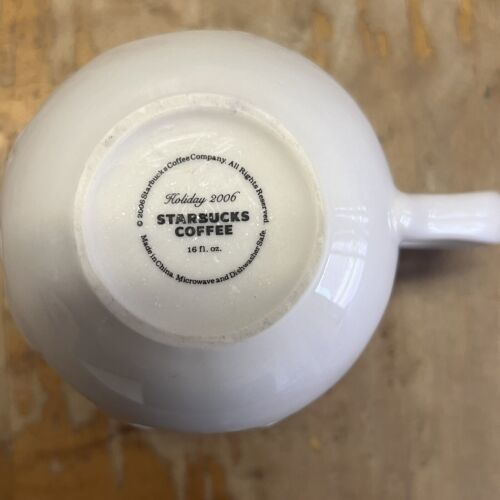 © 2006 Starbucks Coffee Company. All Rights Reserved
Holiday 2006
STARBUCKS
COFFEE
16 fl. oz.
Made in China. Microwave and Dishwasher Safe.